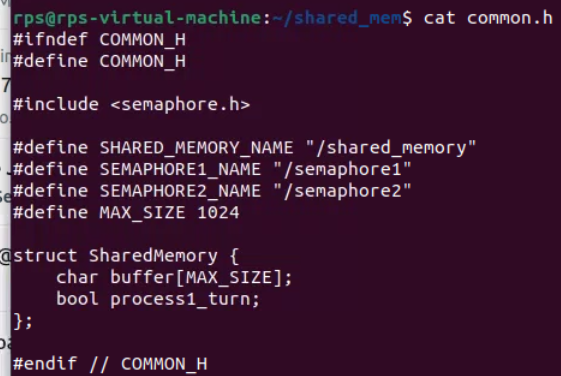 rps@rps-virtual-machine:~/shared_mem$ cat common.h
#ifndef COMMON_H
#define COMMON_H
#include <semaphore.h>
#define SHARED_MEMORY_NAME "/shared_memory"
#define SEMAPHORE1_NAME "/semaphore1"
#define SEMAPHORE2_NAME "/semaphore2"
#define MAX_SIZE 1024
struct SharedMemory {
    char buffer[MAX_SIZE];
    bool process1_turn;
};
#endif // COMMON_H